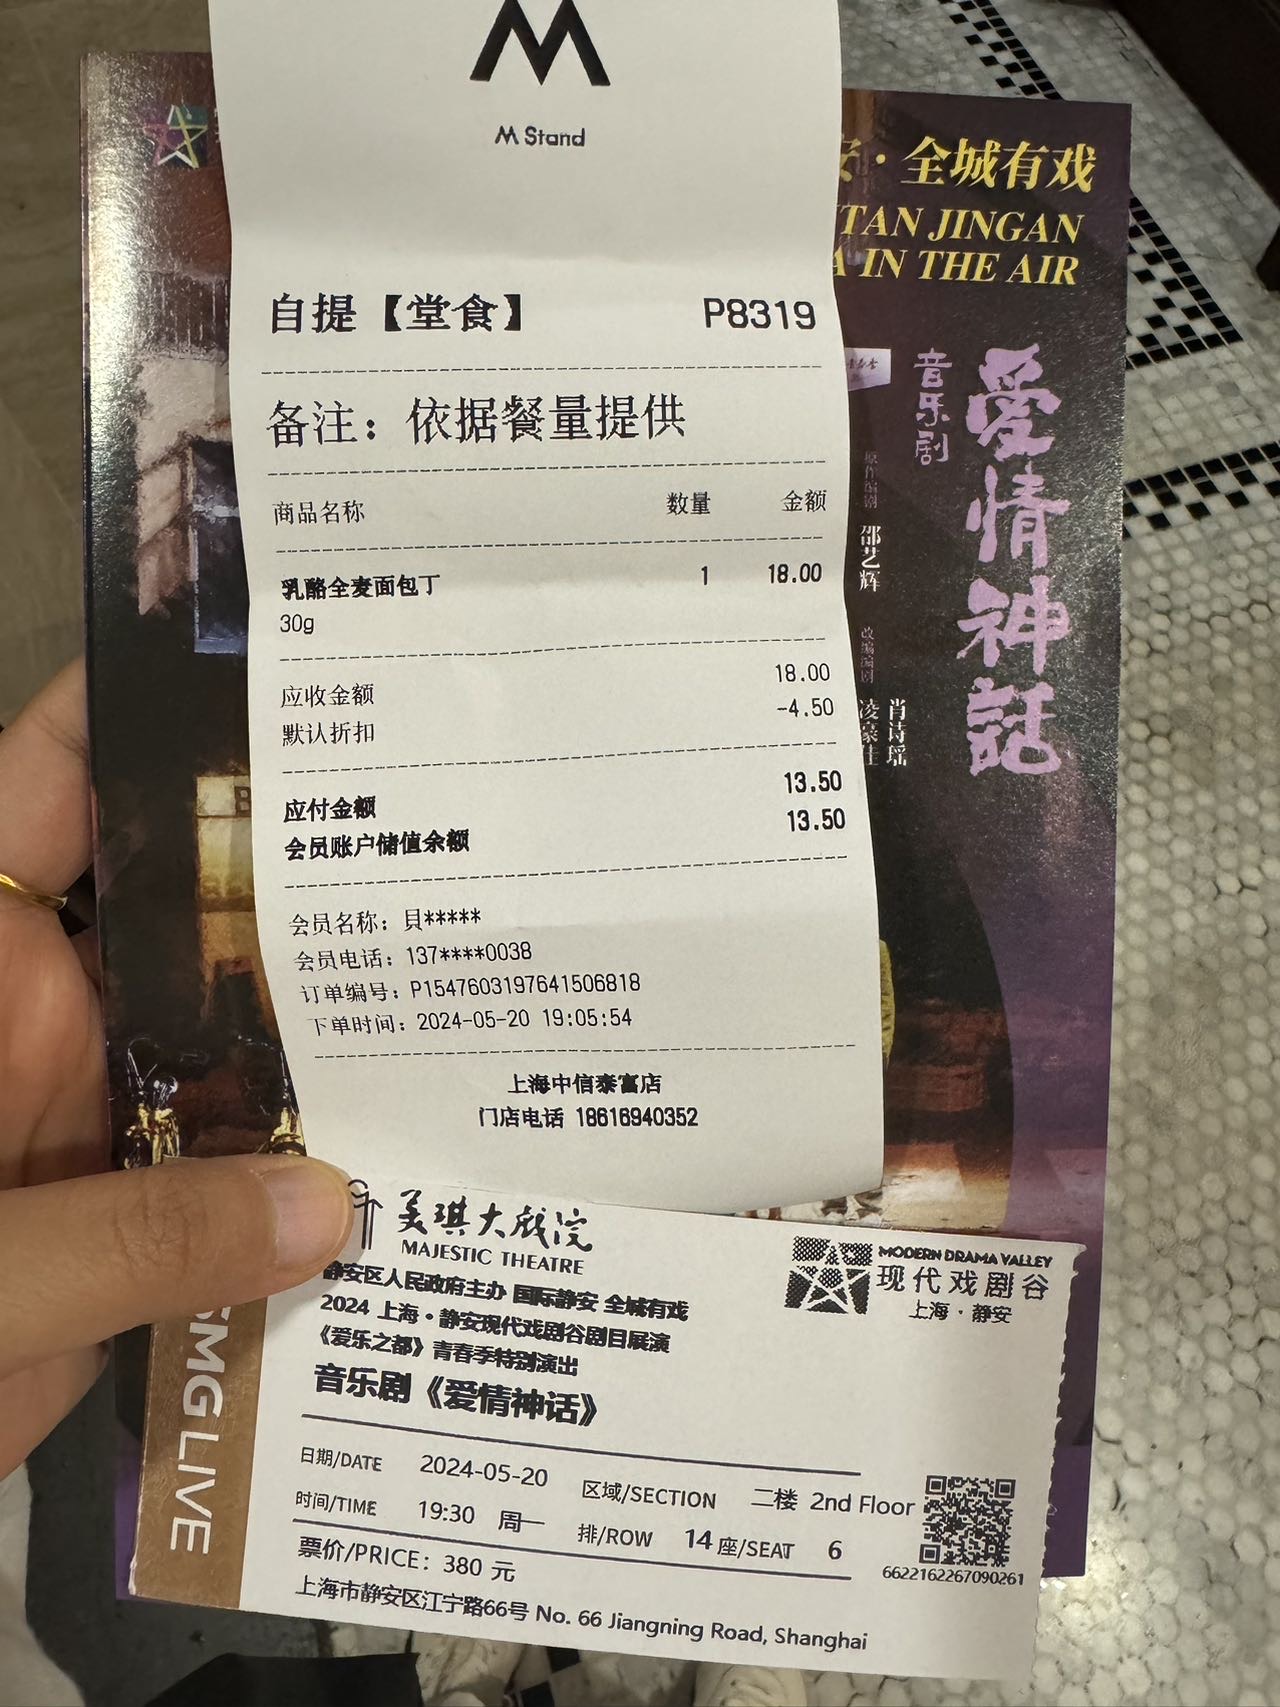 M Stand
自提【堂食】 P8319
备注：依据餐量提供
商品名称 数量 金额
乳酪全麦面包丁 1 18.00
30g
应收金额 18.00
默认折扣 -4.50
应付金额 13.50
会员账户储值余额 13.50
会员名称：貝*****
会员电话：137****0038
订单编号：P1547603197641506818
下单时间：2024-05-20 19:05:54
上海中信泰富店
门店电话 18616940352
安·全城有戏
TAN JINGAN
A IN THE AIR
音乐剧
爱情神話
原作编剧 邵艺辉
改编编剧 肖诗瑶
凌豪佳
美琪大戏院
MAJESTIC THEATRE
MODERN DRAMA VALLEY
现代戏剧谷
上海·静安
静安区人民政府主办 国际静安 全城有戏
2024 上海·静安现代戏剧谷剧目展演
《爱乐之都》青春季特别演出
音乐剧《爱情神话》
日期/DATE 2024-05-20 区域/SECTION 二楼 2nd Floor
时间/TIME 19:30 周一 排/ROW 14 座/SEAT 6
票价/PRICE：380 元
6622162267090261
上海市静安区江宁路66号 No. 66 Jiangning Road, Shanghai
SMG LIVE